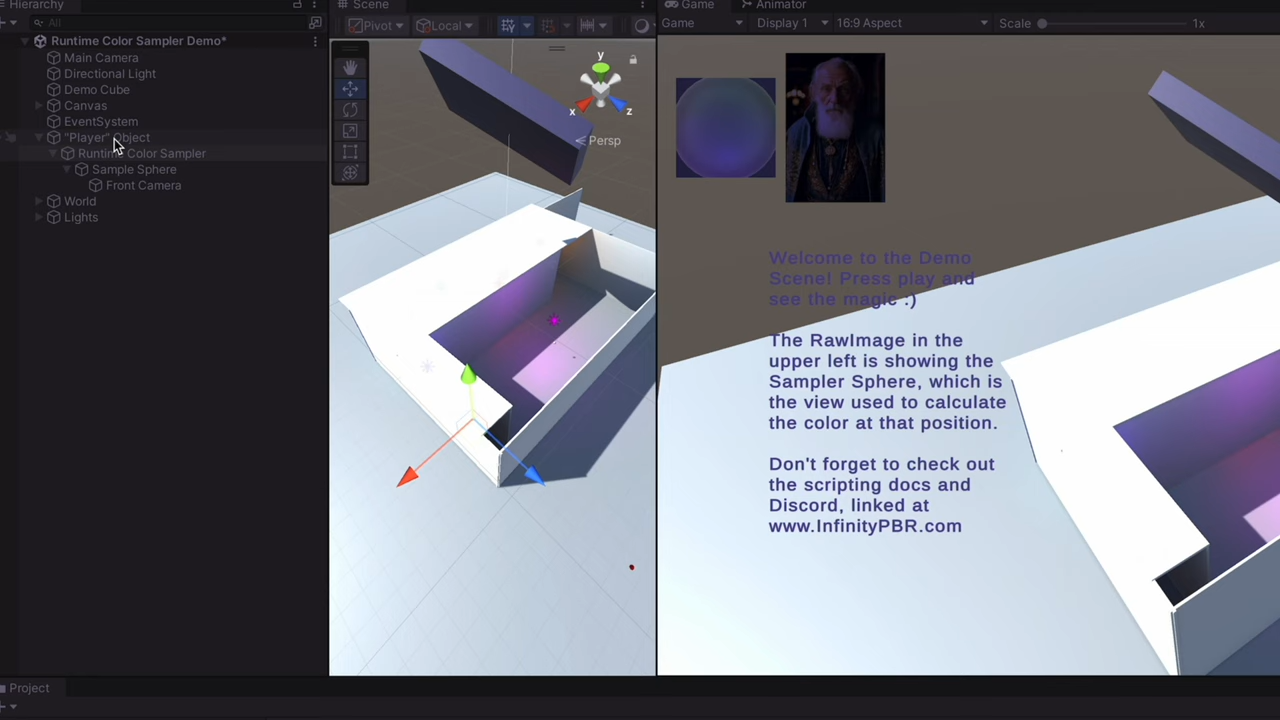 Hierarchy
Scene
Game
Animator
All
Pivot
Local
Game
Display 1
16:9 Aspect
Scale
1x
Runtime Color Sampler Demo*
Main Camera
Directional Light
Demo Cube
Canvas
EventSystem
"Player" Object
Runtime Color Sampler
Sample Sphere
Front Camera
World
Lights
y
x
z
Persp
Welcome to the Demo
Scene! Press play and
see the magic :)
The RawImage in the
upper left is showing the
Sampler Sphere, which is
the view used to calculate
the color at that position.
Don't forget to check out
the scripting docs and
Discord, linked at
www.InfinityPBR.com
Project